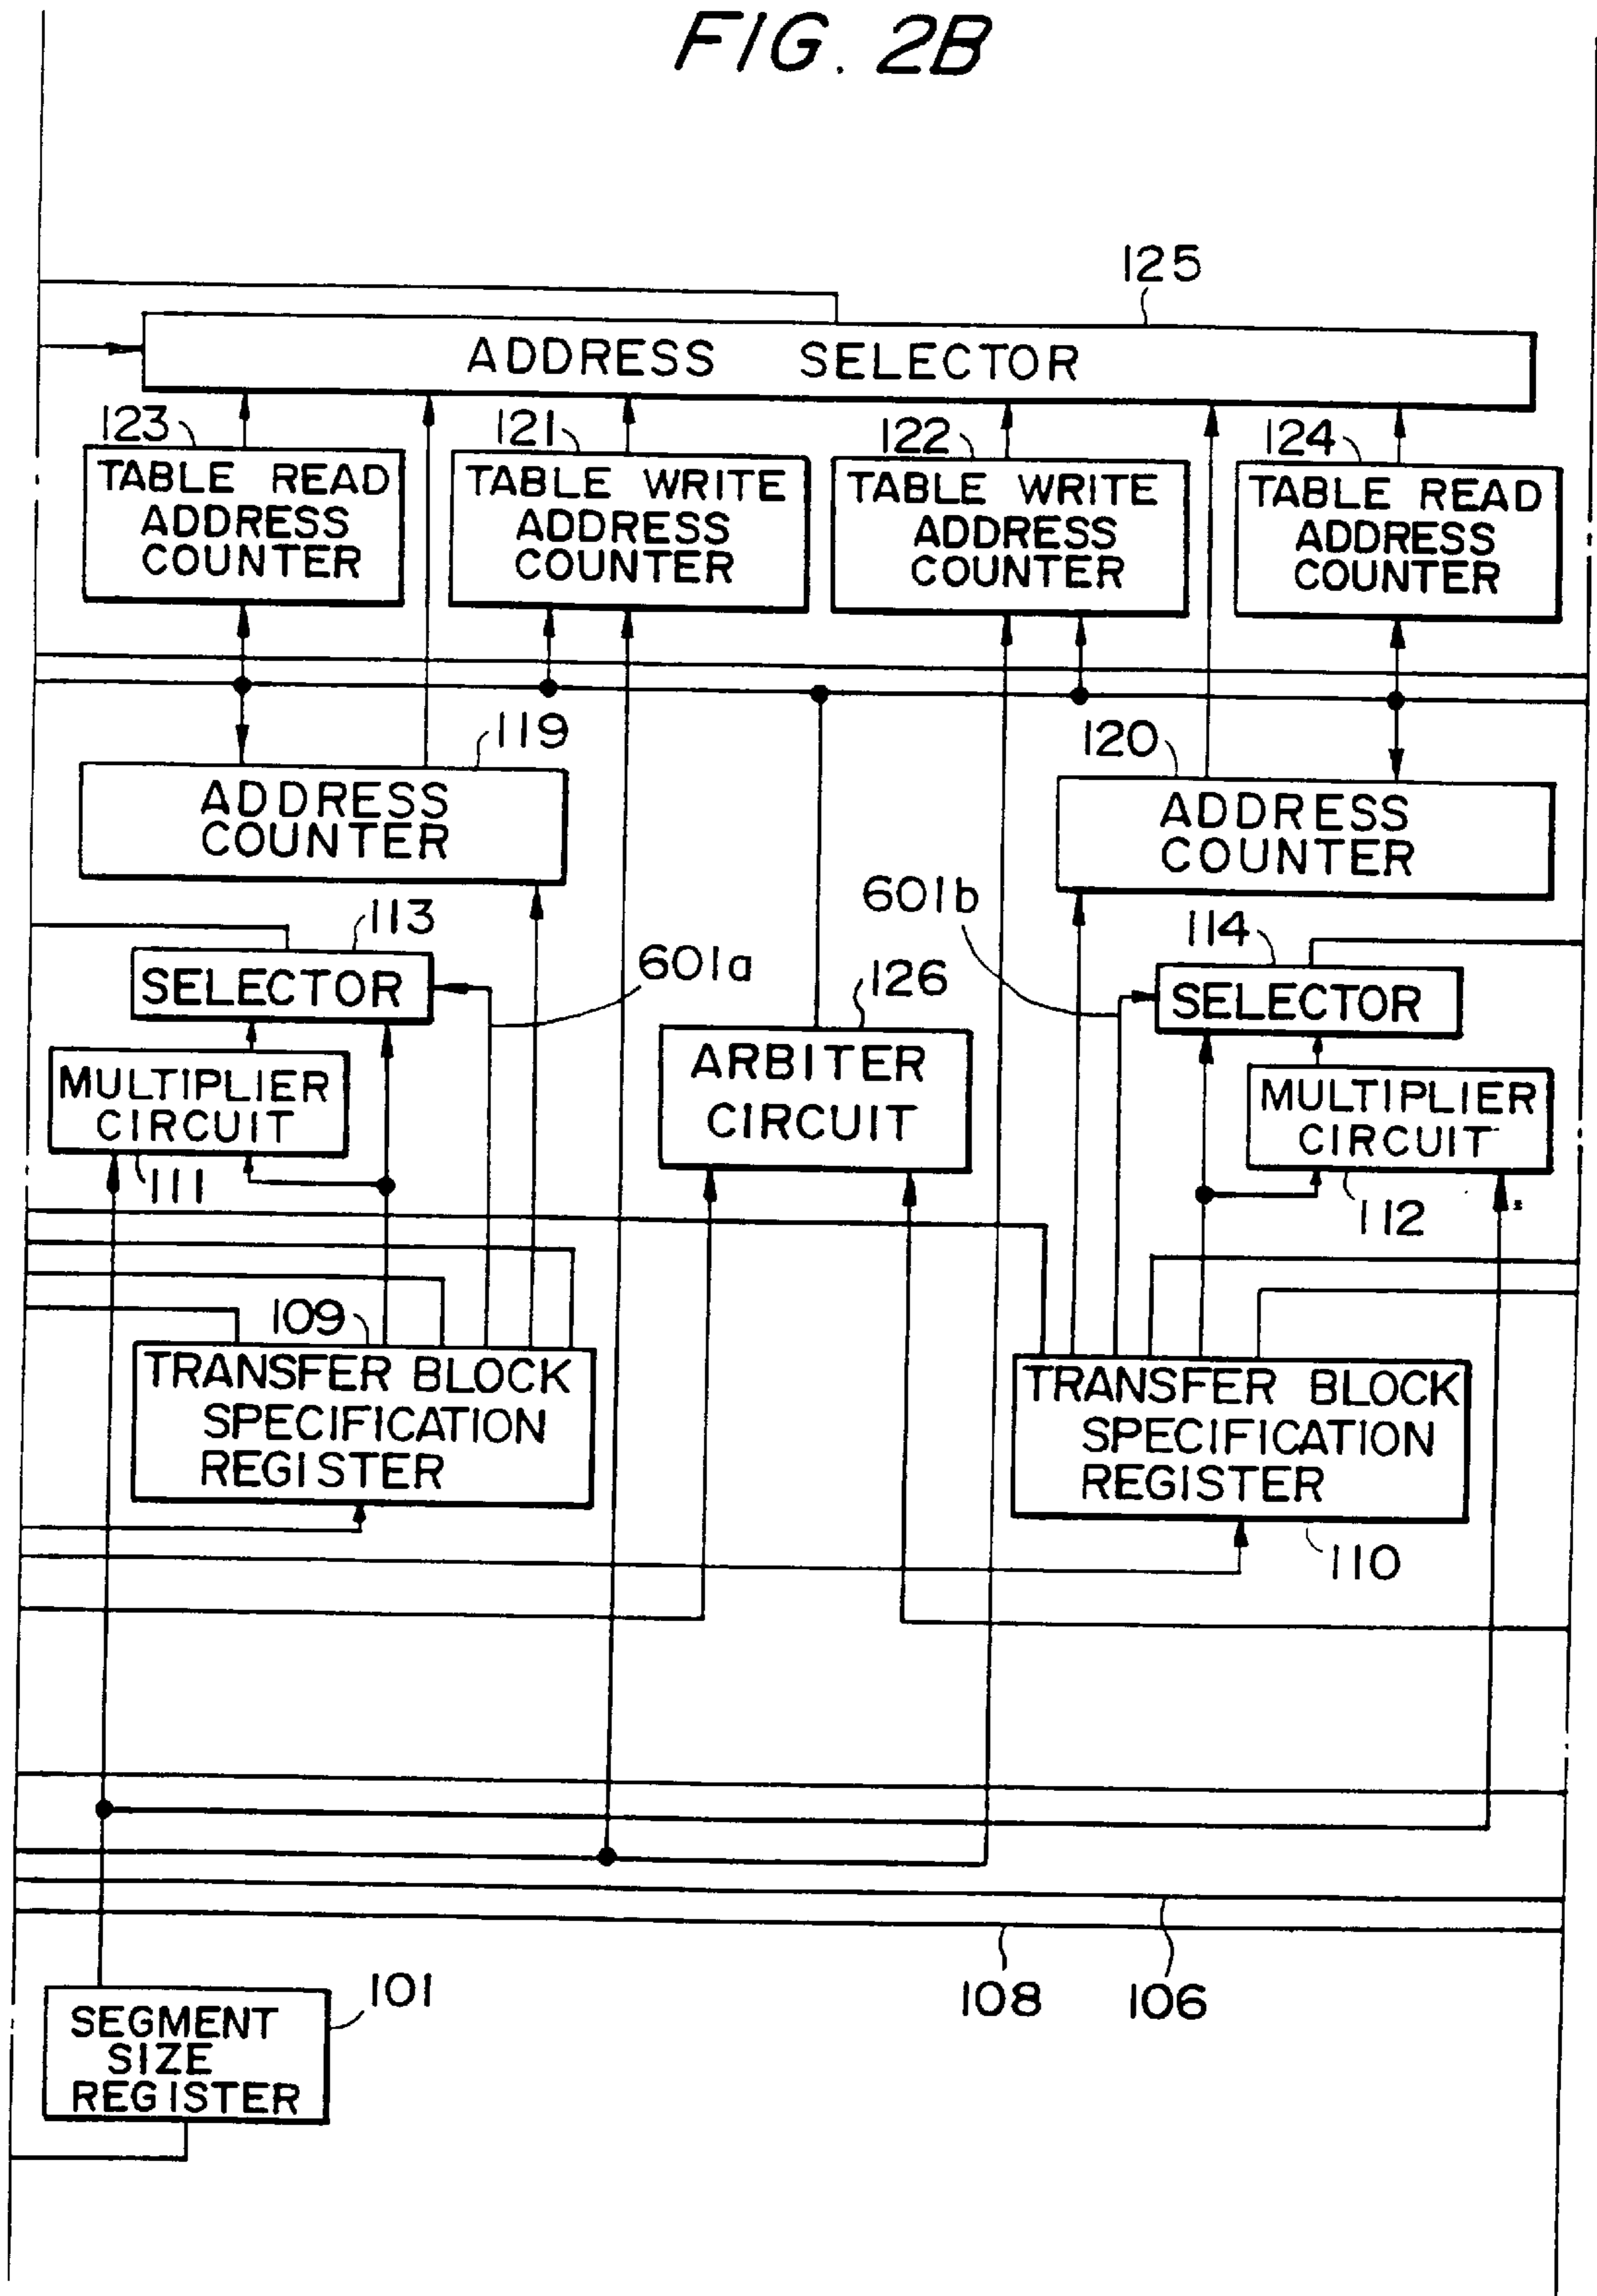 FIG. 2B
125
ADDRESS SELECTOR
123
121
122
124
TABLE READ
ADDRESS
COUNTER
TABLE WRITE
ADDRESS
COUNTER
TABLE WRITE
ADDRESS
COUNTER
TABLE READ
ADDRESS
COUNTER
119
120
ADDRESS
COUNTER
ADDRESS
COUNTER
601b
113
114
601a
126
SELECTOR
SELECTOR
ARBITER
CIRCUIT
MULTIPLIER
CIRCUIT
MULTIPLIER
CIRCUIT
111
112
109
TRANSFER BLOCK
SPECIFICATION
REGISTER
TRANSFER BLOCK
SPECIFICATION
REGISTER
110
101
108
106
SEGMENT
SIZE
REGISTER